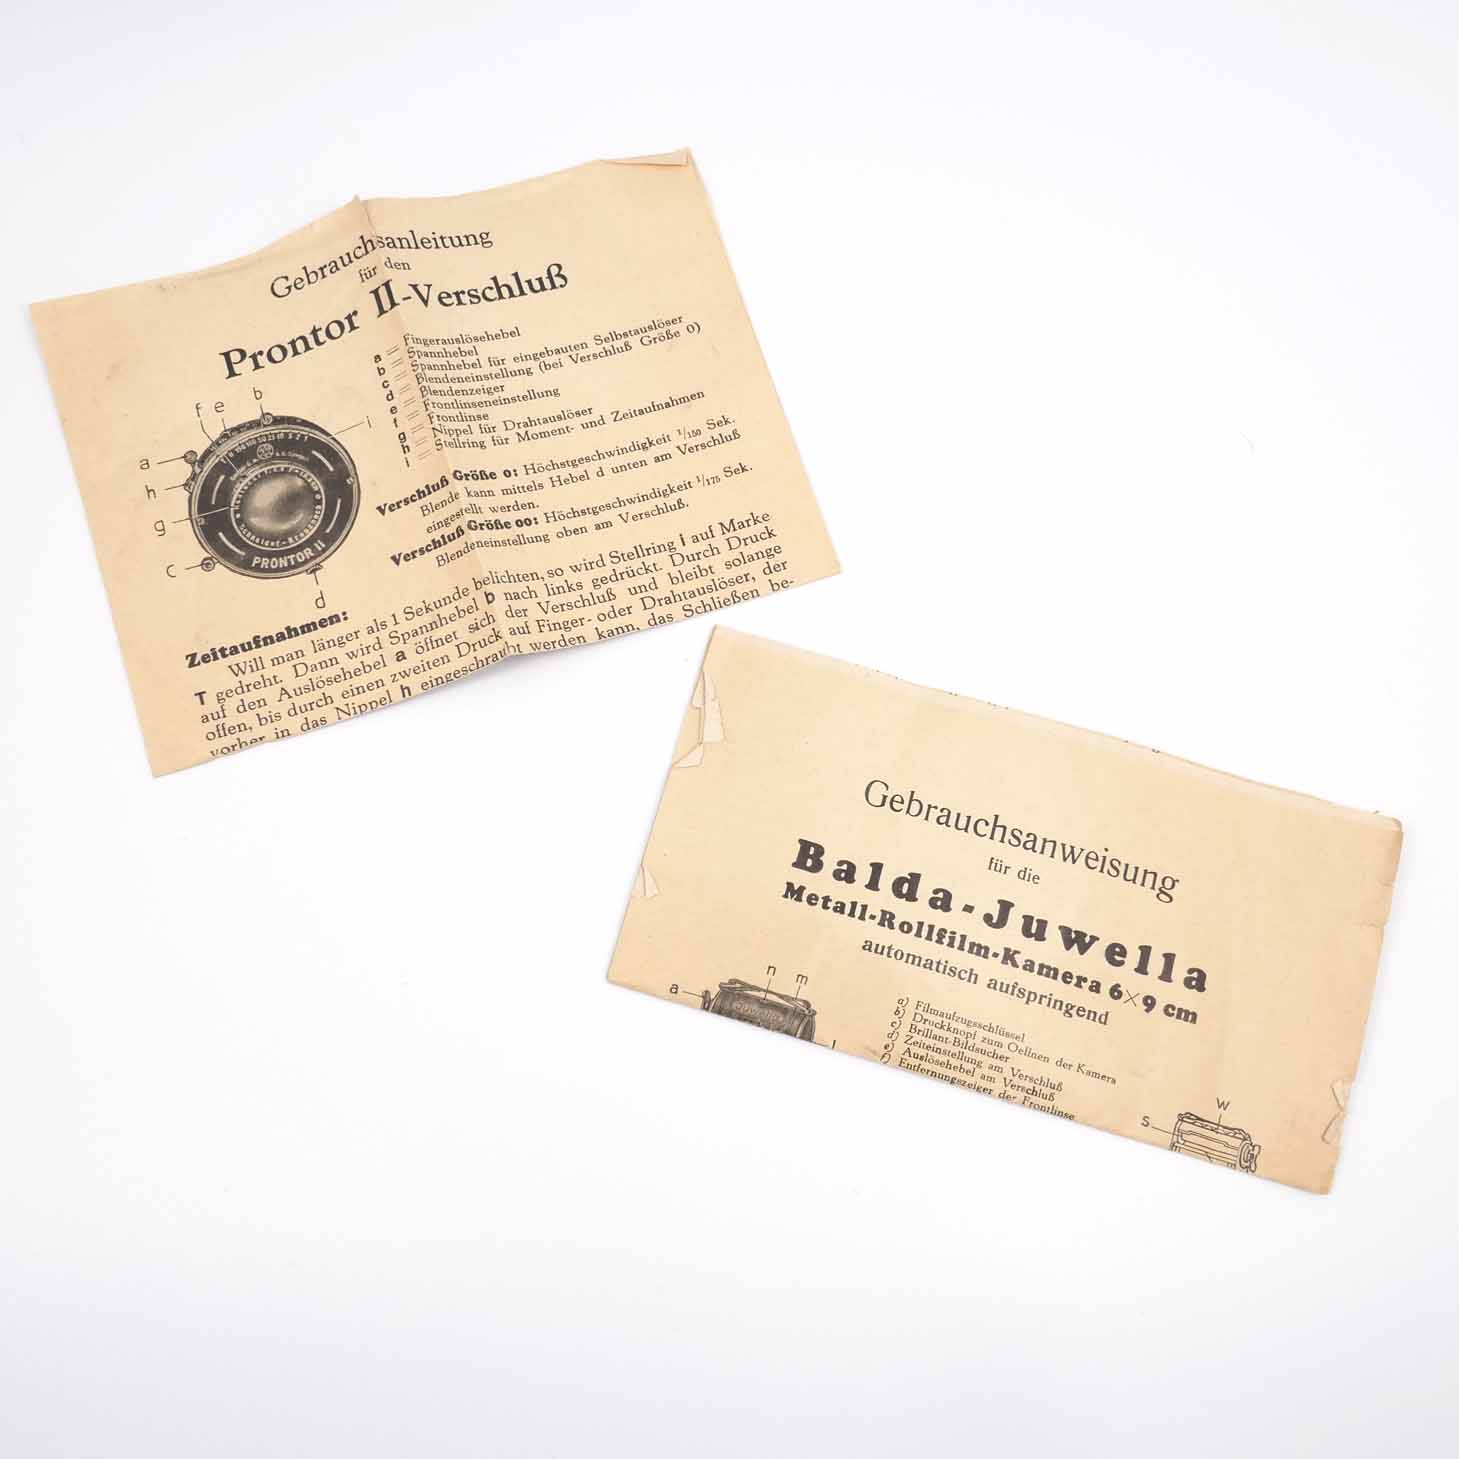 Gebrauchsanleitung
für den
Prontor II-Verschluß
a = Fingerauslösehebel
b = Spannhebel
c = Spannhebel für eingebauten Selbstauslöser
d = Blendeneinstellung (bei Verschluß Größe 0)
e = Blendenzeiger
f = Frontlinseneinstellung
g = Frontlinse
h = Nippel für Drahtauslöser
i = Stellring für Moment- und Zeitaufnahmen
f e b
i
a
h
g
c
d
PRONTOR II
Verschluß Größe 0: Höchstgeschwindigkeit 1/150 Sek.
Blende kann mittels Hebel d unten am Verschluß
eingestellt werden.
Verschluß Größe 00: Höchstgeschwindigkeit 1/175 Sek.
Blendeneinstellung oben am Verschluß.
Zeitaufnahmen:
Will man länger als 1 Sekunde belichten, so wird Stellring i auf Marke
T gedreht. Dann wird Spannhebel b nach links gedrückt. Durch Druck
auf den Auslösehebel a öffnet sich der Verschluß und bleibt solange
offen, bis durch einen zweiten Druck auf Finger- oder Drahtauslöser, der
vorher in das Nippel h eingeschraubt werden kann, das Schließen be-
Gebrauchsanweisung
für die
Balda-Juwella
Metall-Rollfilm-Kamera 6×9 cm
automatisch aufspringend
a n m
Juwella
a) Filmaufzugsschlüssel
b) Druckknopf zum Oeffnen der Kamera
c) Brillant-Bildsucher
d) Zeiteinstellung am Verschluß
e) Auslösehebel am Verschluß
f) Entfernungszeiger der Frontlinse
s w